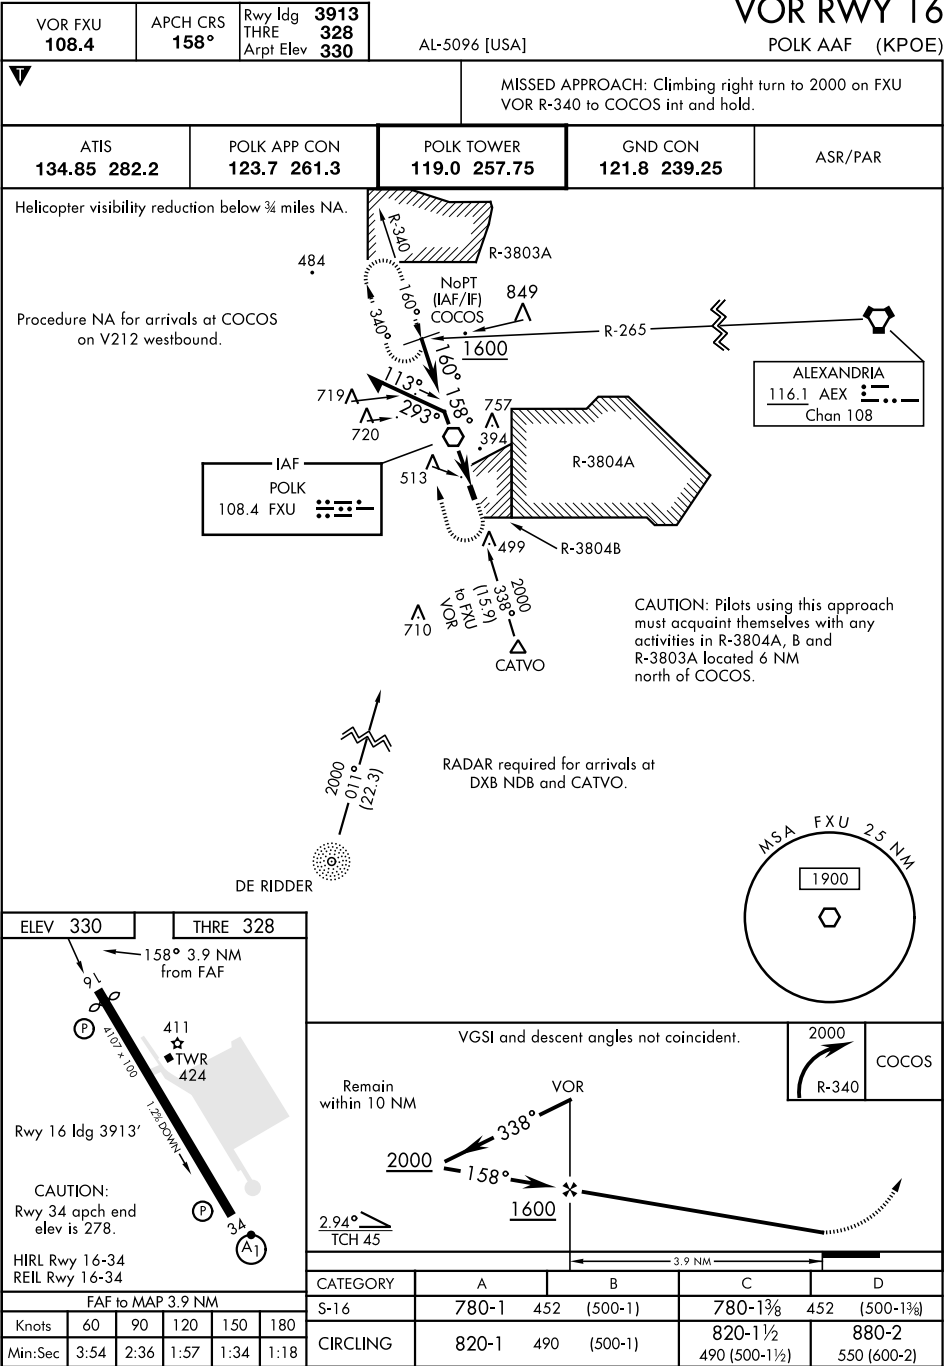 VOR RWY 16
POLK AAF (KPOE)
AL-5096 [USA]
VOR FXU
108.4
APCH CRS
158°
Rwy ldg 3913
THRE 328
Arpt Elev 330
T
MISSED APPROACH: Climbing right turn to 2000 on FXU
VOR R-340 to COCOS int and hold.
ATIS
134.85 282.2
POLK APP CON
123.7 261.3
POLK TOWER
119.0 257.75
GND CON
121.8 239.25
ASR/PAR
Helicopter visibility reduction below ¾ miles NA.
R-340
R-3803A
484
NoPT
(IAF/IF)
COCOS
849
160°
340°
Procedure NA for arrivals at COCOS
on V212 westbound.
1600
R-265
ALEXANDRIA
116.1 AEX
Chan 108
160°
158°
113°
293°
719
720
757
394
IAF
POLK
108.4 FXU
513
R-3804A
499
R-3804B
2000
338°
(15.9)
to FXU
VOR
710
CATVO
CAUTION: Pilots using this approach
must acquaint themselves with any
activities in R-3804A, B and
R-3803A located 6 NM
north of COCOS.
2000
011°
(22.3)
RADAR required for arrivals at
DXB NDB and CATVO.
DE RIDDER
MSA FXU 25 NM
1900
ELEV 330
THRE 328
158° 3.9 NM
from FAF
16
P
4107 x 100
411
TWR
424
1.2% DOWN
Rwy 16 ldg 3913'
CAUTION:
Rwy 34 apch end
elev is 278.
P
34
A1
HIRL Rwy 16-34
REIL Rwy 16-34
FAF to MAP 3.9 NM
Knots 60 90 120 150 180
Min:Sec 3:54 2:36 1:57 1:34 1:18
VGSI and descent angles not coincident.
2000
R-340
COCOS
Remain
within 10 NM
VOR
338°
2000
158°
1600
2.94°
TCH 45
3.9 NM
CATEGORY A B C D
S-16 780-1 452 (500-1) 780-1⅜ 452 (500-1⅜)
CIRCLING 820-1 490 (500-1) 820-1½ 490 (500-1½) 880-2 550 (600-2)